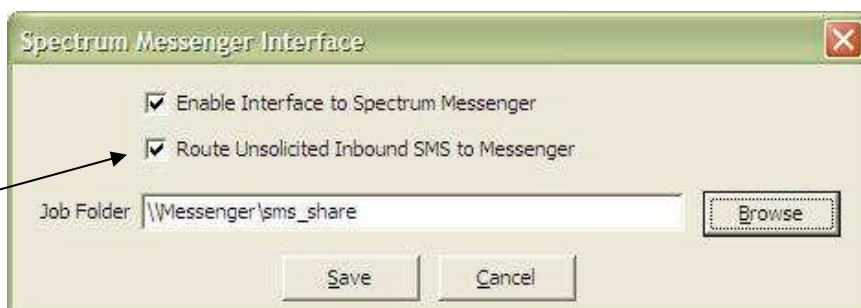 Spectrum Messenger Interface
Enable Interface to Spectrum Messenger
Route Unsolicited Inbound SMS to Messenger
Job Folder \\Messenger\sms_share Browse
Save Cancel